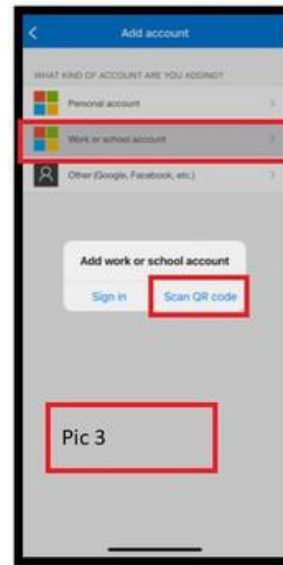 Add account
WHAT KIND OF ACCOUNT ARE YOU ADDING?
Personal account
Work or school account
Other (Google, Facebook, etc.)
Add work or school account
Sign in
Scan QR code
Pic 3